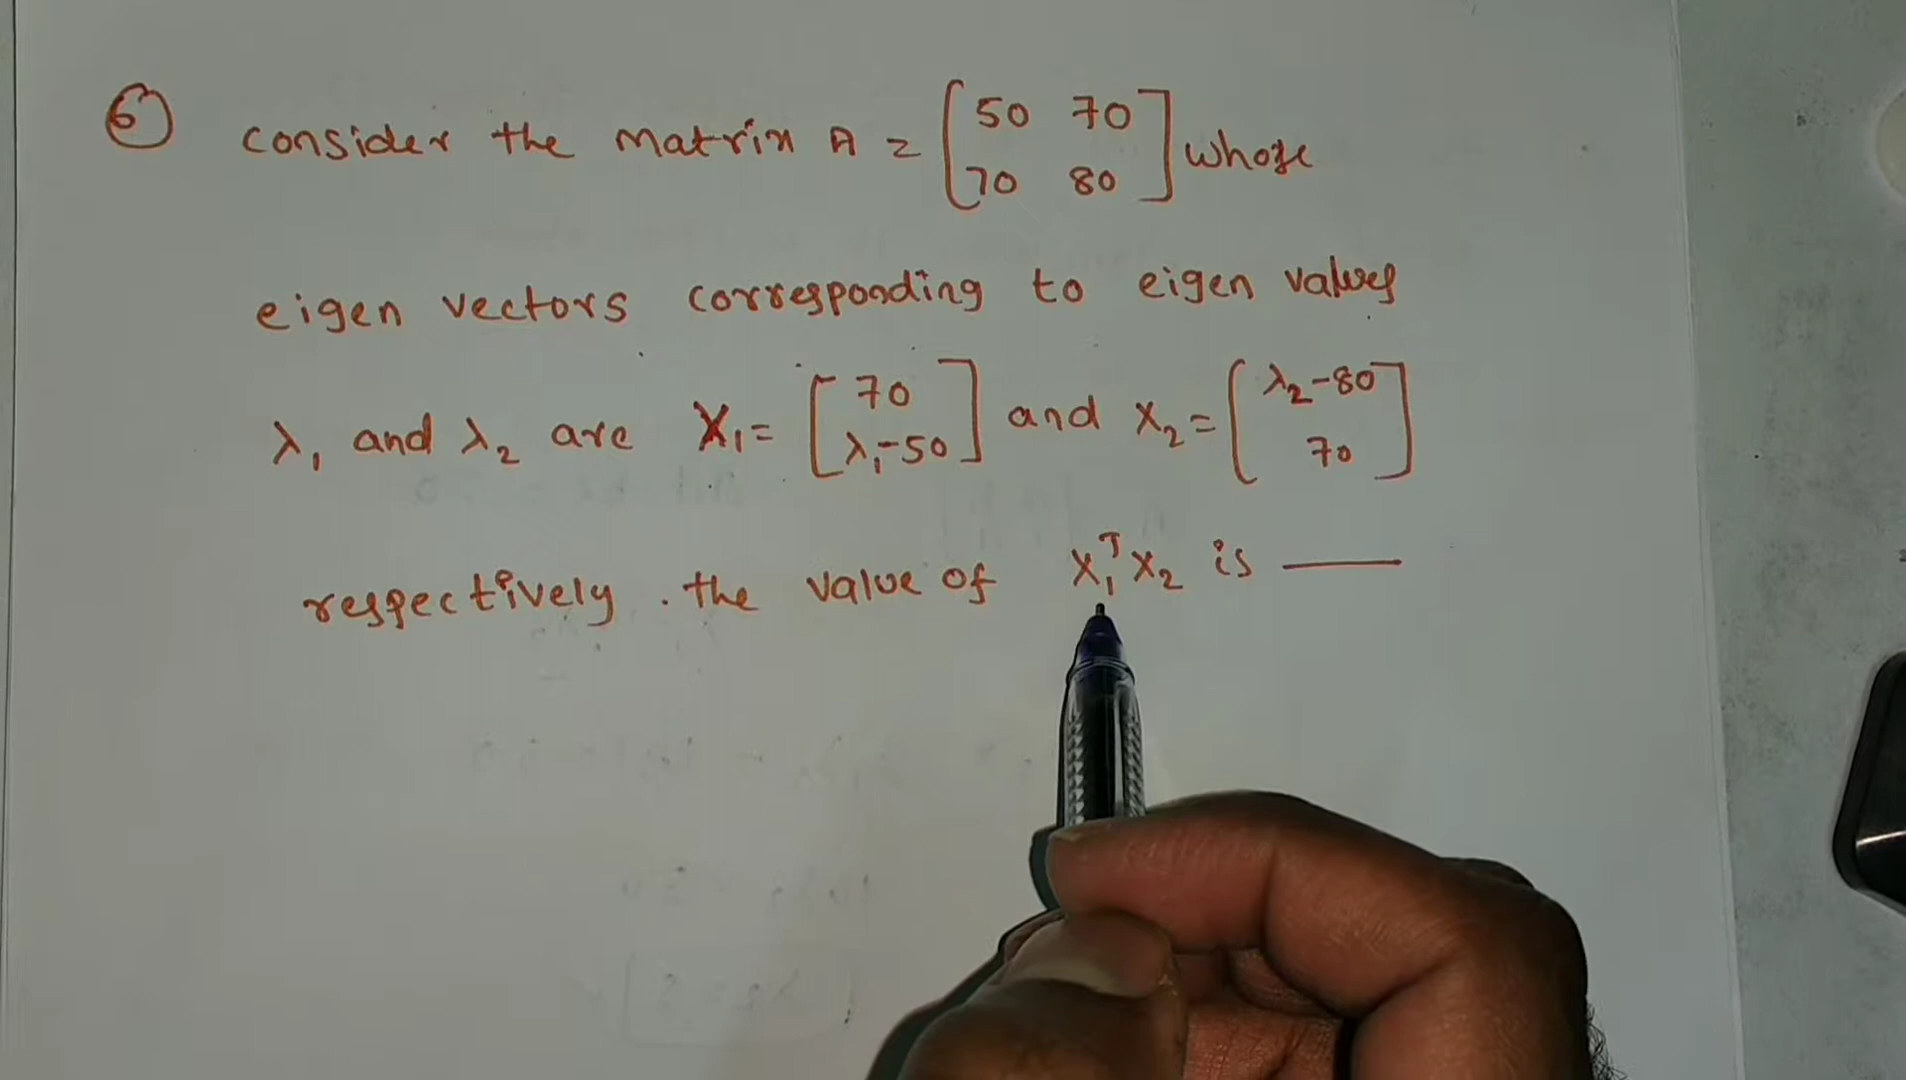 6 consider the matrix A = [50 70; 70 80] whose
eigen vectors corresponding to eigen values
λ₁ and λ₂ are X₁ = [70; λ₁-50] and X₂ = [λ₂-80; 70]
respectively. the value of X₁ᵀX₂ is ___